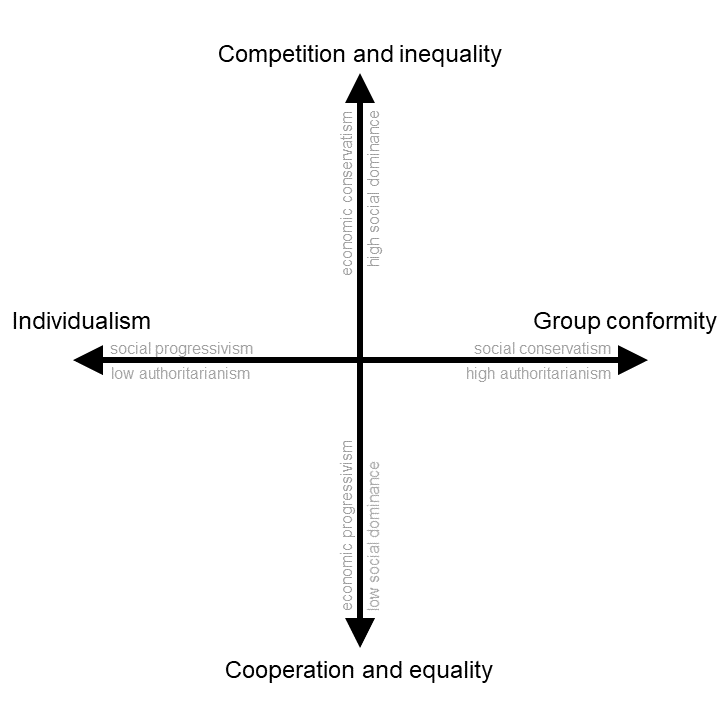 Competition and inequality
economic conservatism
high social dominance
Individualism
Group conformity
social progressivism
social conservatism
low authoritarianism
high authoritarianism
economic progressivism
low social dominance
Cooperation and equality